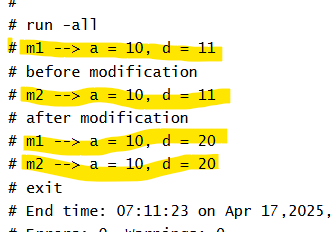 #
# run -all
# m1 --> a = 10, d = 11
# before modification
# m2 --> a = 10, d = 11
# after modification
# m1 --> a = 10, d = 20
# m2 --> a = 10, d = 20
# exit
# End time: 07:11:23 on Apr 17,2025,
# Errors: 0, Warnings: 0